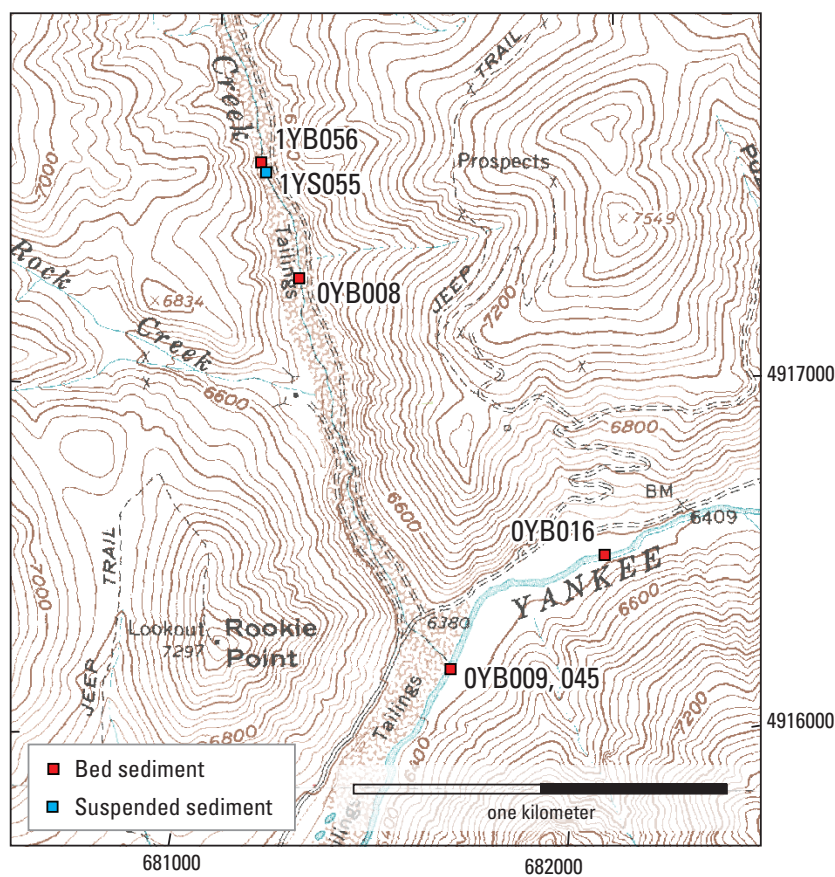 Creek
7000
1YB056
1YS055
TRAIL
Prospects
7549
Tailings
0YB008
JEEP
7200
Rock
6834
Creek
4917000
6600
6800
6600
BM
6409
0YB016
YANKEE
6600
TRAIL
7000
Lookout
7297
Rookie
Point
6380
0YB009, 045
JEEP
Tailings
7200
4916000
6800
Bed sediment
Suspended sediment
one kilometer
681000
682000